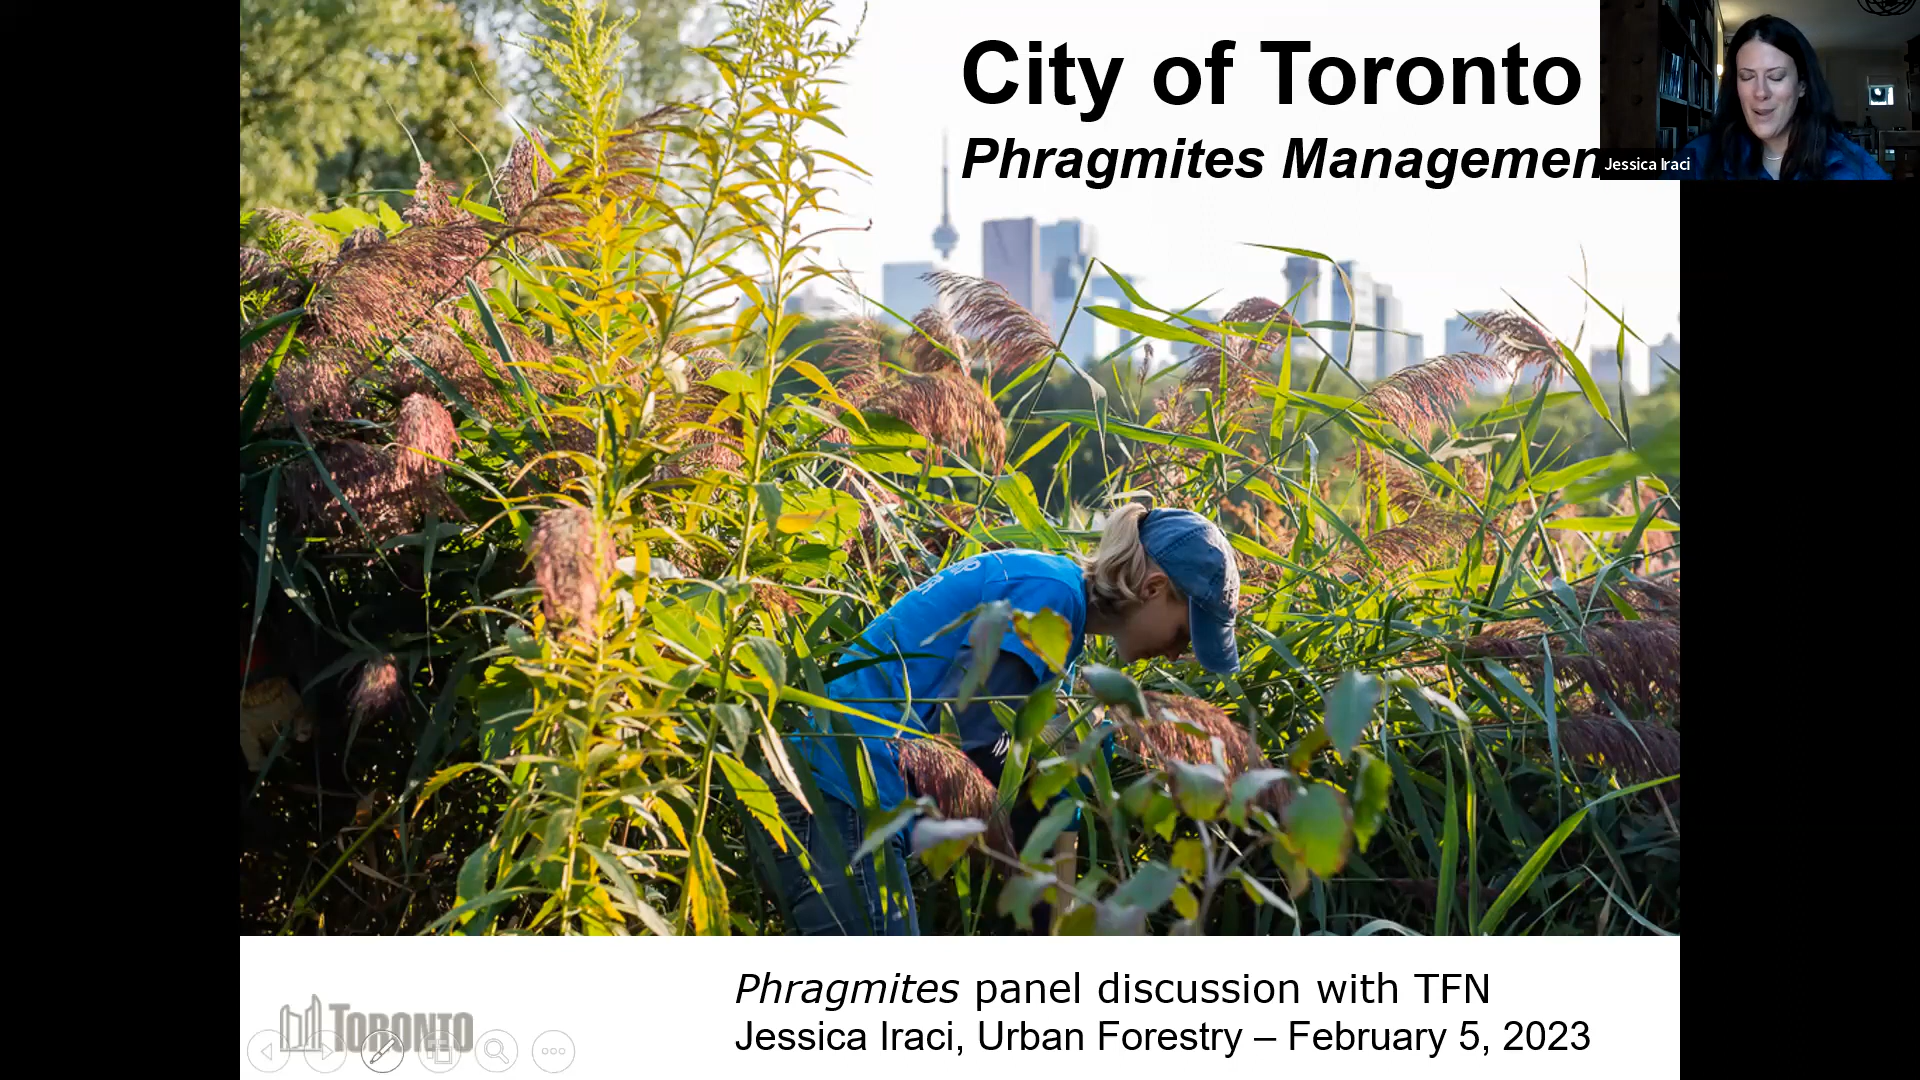 City of Toronto
Phragmites Managemen
Jessica Iraci
Phragmites panel discussion with TFN
TORONTO
Jessica Iraci, Urban Forestry – February 5, 2023